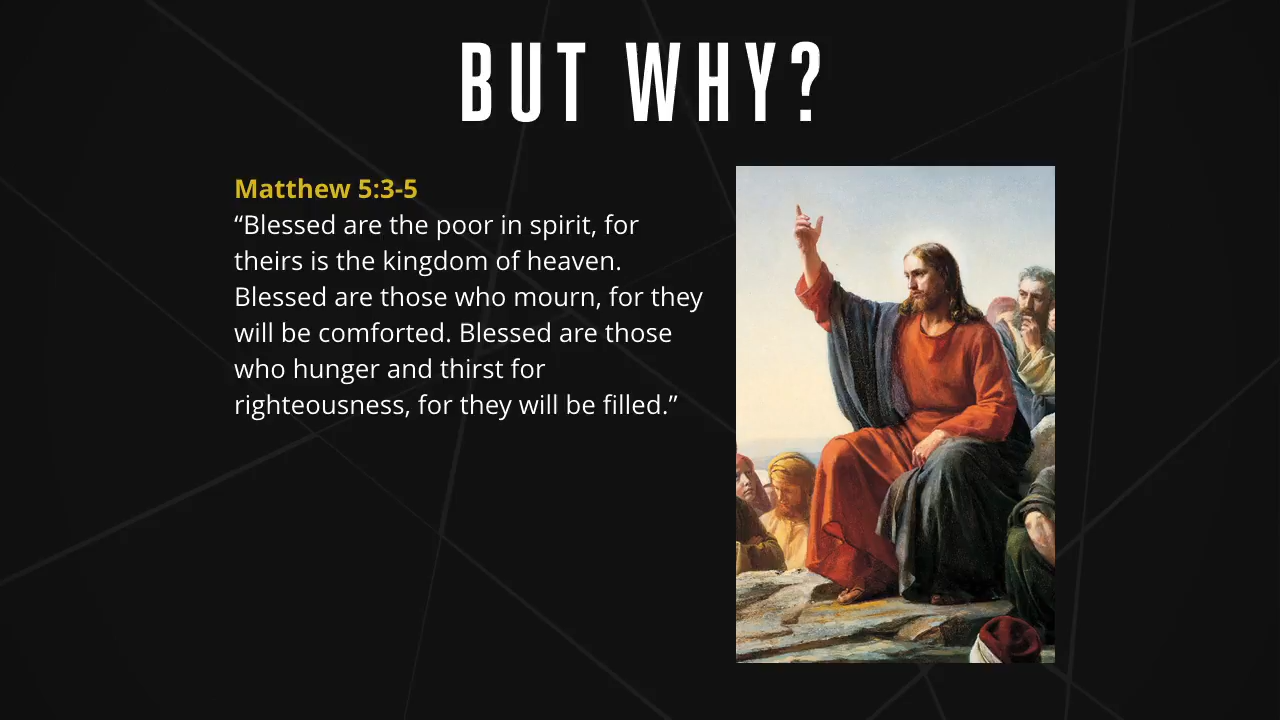 BUT WHY?
Matthew 5:3-5
“Blessed are the poor in spirit, for
theirs is the kingdom of heaven.
Blessed are those who mourn, for they
will be comforted. Blessed are those
who hunger and thirst for
righteousness, for they will be filled.”